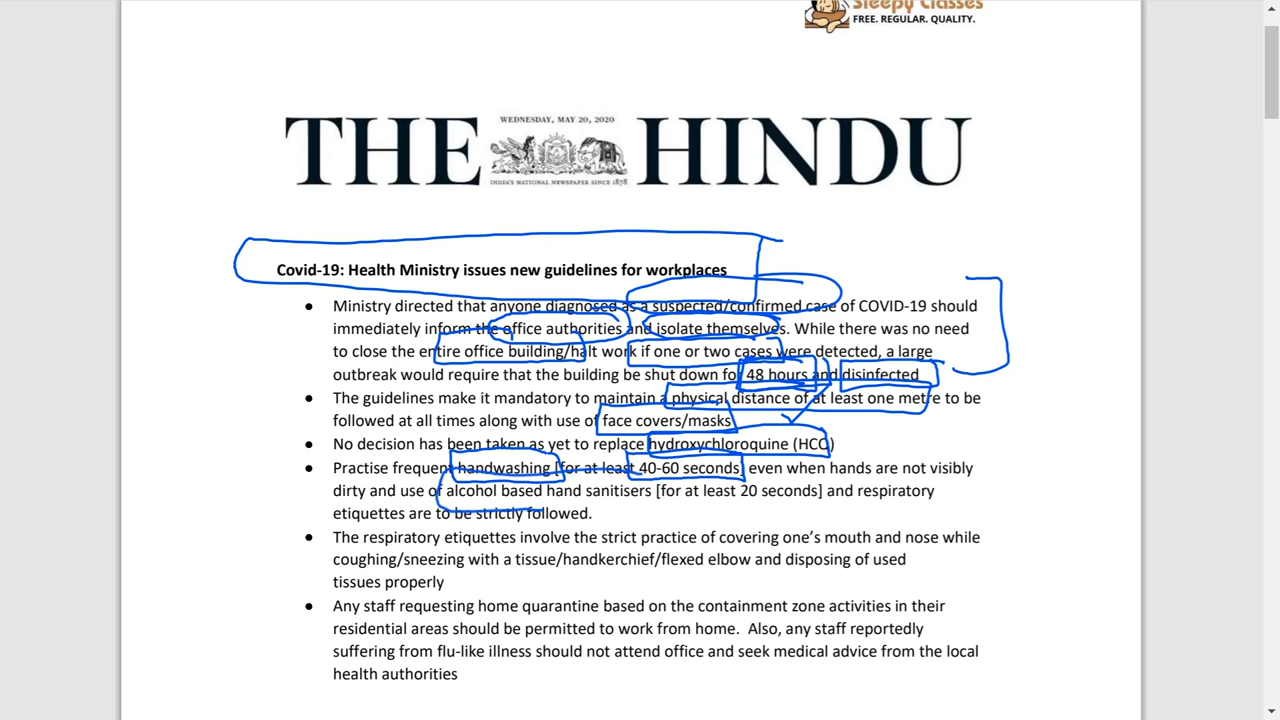 Sleepy Classes
FREE. REGULAR. QUALITY.
WEDNESDAY, MAY 20, 2020
THE HINDU
INDIA'S NATIONAL NEWSPAPER SINCE 1878
Covid-19: Health Ministry issues new guidelines for workplaces
• Ministry directed that anyone diagnosed as a suspected/confirmed case of COVID-19 should
immediately inform the office authorities and isolate themselves. While there was no need
to close the entire office building/halt work if one or two cases were detected, a large
outbreak would require that the building be shut down for 48 hours and disinfected
• The guidelines make it mandatory to maintain a physical distance of at least one metre to be
followed at all times along with use of face covers/masks
• No decision has been taken as yet to replace hydroxychloroquine (HCQ)
• Practise frequent handwashing [for at least 40-60 seconds] even when hands are not visibly
dirty and use of alcohol based hand sanitisers [for at least 20 seconds] and respiratory
etiquettes are to be strictly followed.
• The respiratory etiquettes involve the strict practice of covering one's mouth and nose while
coughing/sneezing with a tissue/handkerchief/flexed elbow and disposing of used
tissues properly
• Any staff requesting home quarantine based on the containment zone activities in their
residential areas should be permitted to work from home. Also, any staff reportedly
suffering from flu-like illness should not attend office and seek medical advice from the local
health authorities